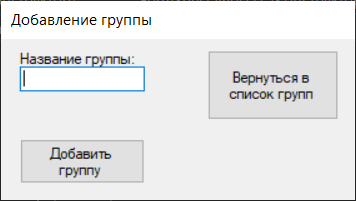 Добавление группы
Название группы:
Вернуться в
список групп
Добавить
группу